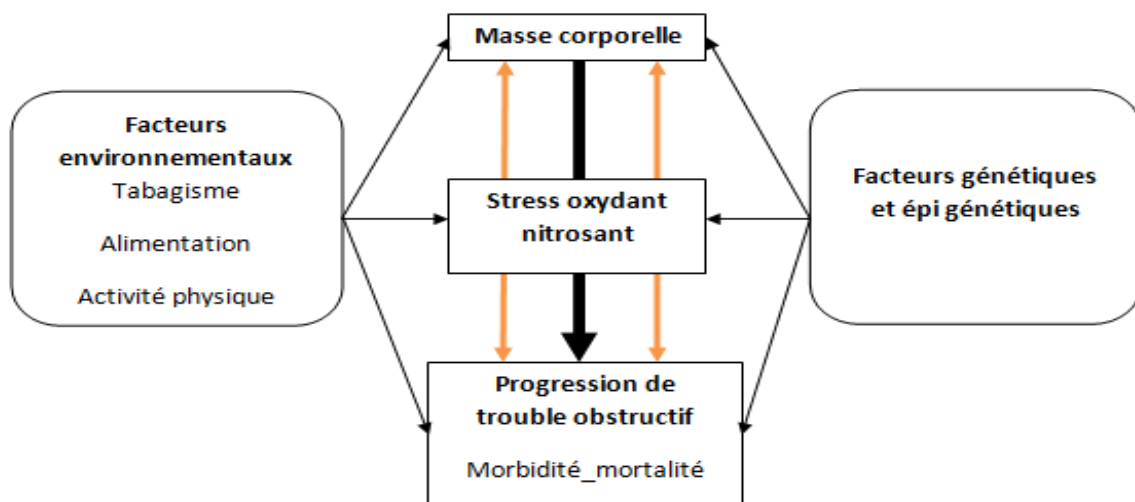 Masse corporelle
Facteurs
environnementaux
Tabagisme
Alimentation
Activité physique
Stress oxydant
nitrosant
Facteurs génétiques
et épi génétiques
Progression de
trouble obstructif
Morbidité_mortalité